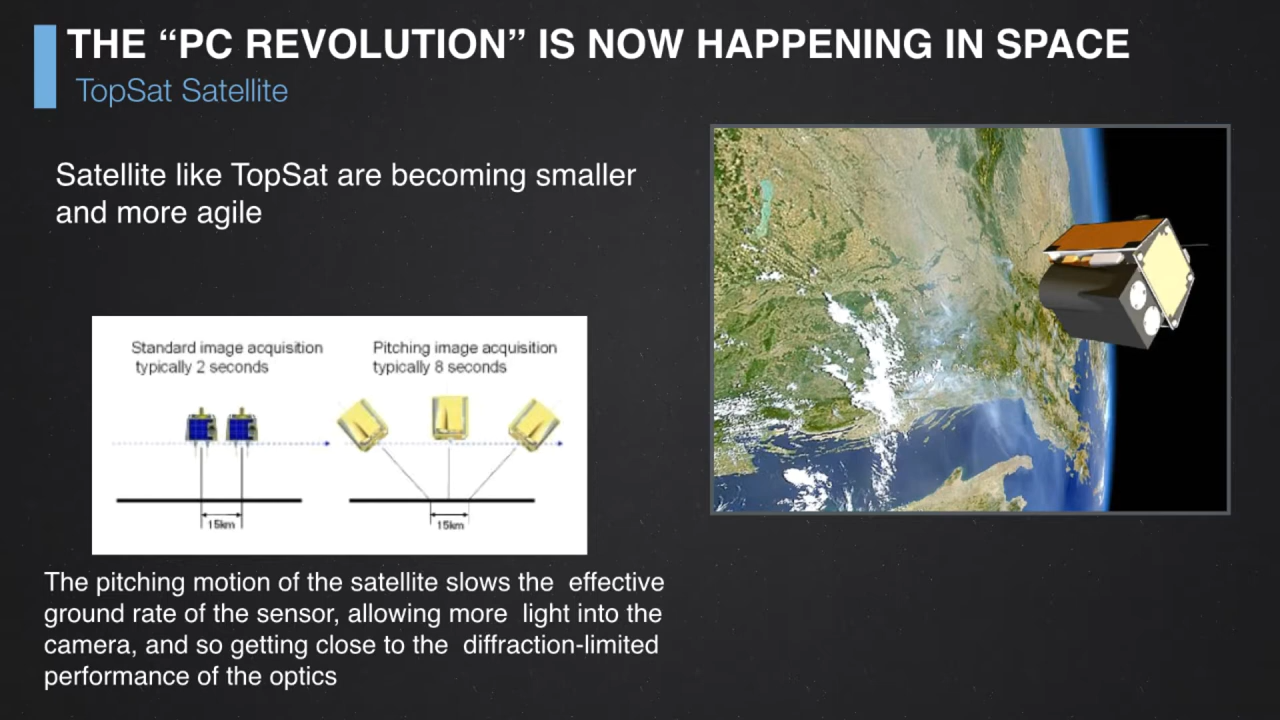 THE “PC REVOLUTION” IS NOW HAPPENING IN SPACE
TopSat Satellite
Satellite like TopSat are becoming smaller
and more agile
Standard image acquisition
typically 2 seconds
Pitching image acquisition
typically 8 seconds
15km
15km
The pitching motion of the satellite slows the  effective
ground rate of the sensor, allowing more  light into the
camera, and so getting close to the  diffraction-limited
performance of the optics